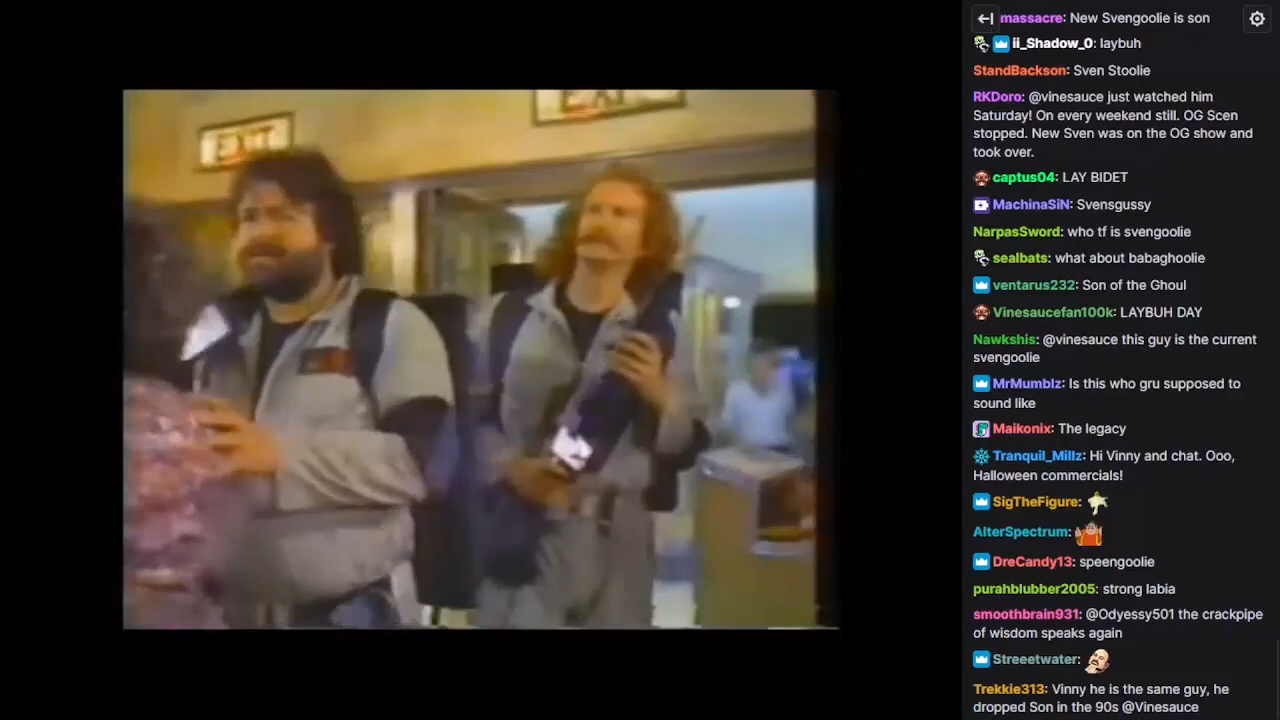 EXIT
EXIT
massacre: New Svengoolie is son
ii_Shadow_0: laybuh
StandBackson: Sven Stoolie
RKDoro: @vinesauce just watched him
Saturday! On every weekend still. OG Scen
stopped. New Sven was on the OG show and
took over.
captus04: LAY BIDET
MachinaSiN: Svensgussy
NarpasSword: who tf is svengoolie
sealbats: what about babaghoolie
ventarus232: Son of the Ghoul
Vinesaucefan100k: LAYBUH DAY
Nawkshis: @vinesauce this guy is the current
svengoolie
MrMumblz: Is this who gru supposed to
sound like
Maikonix: The legacy
Tranquil_Millz: Hi Vinny and chat. Ooo,
Halloween commercials!
SigTheFigure:
AlterSpectrum:
DreCandy13: speengoolie
purahblubber2005: strong labia
smoothbrain931: @Odyessy501 the crackpipe
of wisdom speaks again
Streeetwater:
Trekkie313: Vinny he is the same guy, he
dropped Son in the 90s @Vinesauce